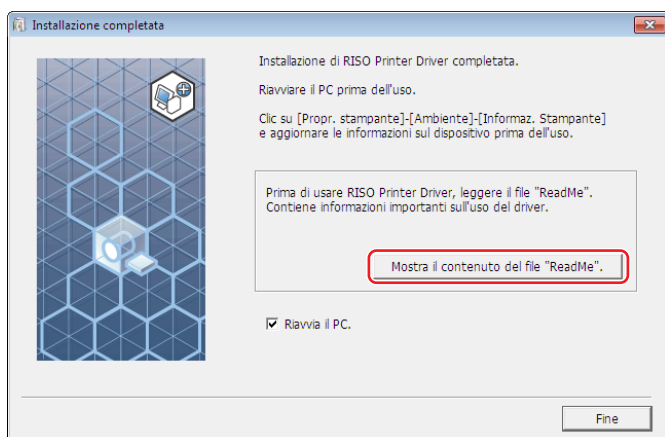 Installazione completata
Installazione di RISO Printer Driver completata.
Riavviare il PC prima dell'uso.
Clic su [Propr. stampante]-[Ambiente]-[Informaz. Stampante]
e aggiornare le informazioni sul dispositivo prima dell'uso.
Prima di usare RISO Printer Driver, leggere il file "ReadMe".
Contiene informazioni importanti sull'uso del driver.
Mostra il contenuto del file "ReadMe".
Riavvia il PC.
Fine